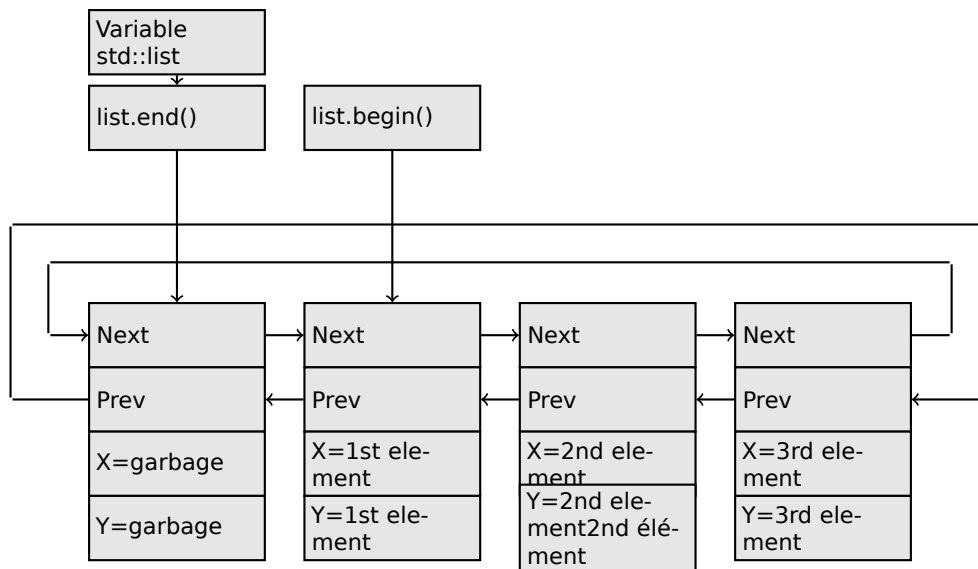 Variable
std::list
list.end()
list.begin()
Next
Next
Next
Next
Prev
Prev
Prev
Prev
X=garbage
X=1st ele-
ment
X=2nd ele-
ment
X=3rd ele-
ment
Y=garbage
Y=1st ele-
ment
Y=2nd ele-
ment2nd élé-
ment
Y=3rd ele-
ment